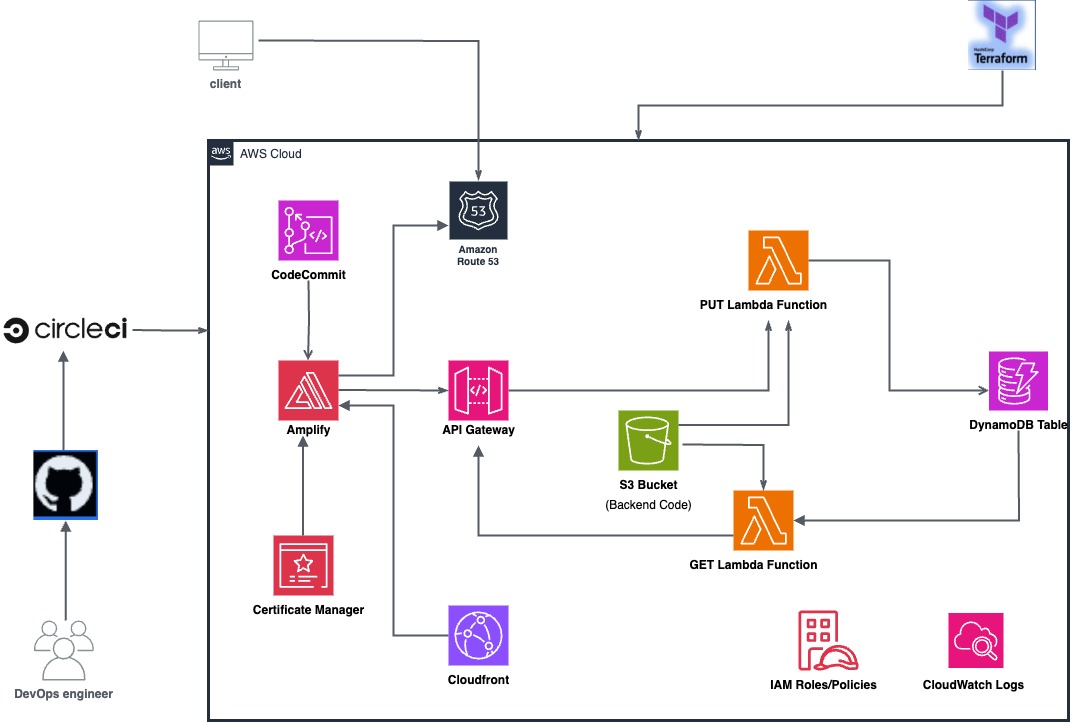 HashiCorp
Terraform
client
aws
AWS Cloud
53
Amazon
Route 53
CodeCommit
PUT Lambda Function
circleci
Amplify
API Gateway
DynamoDB Table
S3 Bucket
(Backend Code)
GET Lambda Function
Certificate Manager
Cloudfront
IAM Roles/Policies
CloudWatch Logs
DevOps engineer